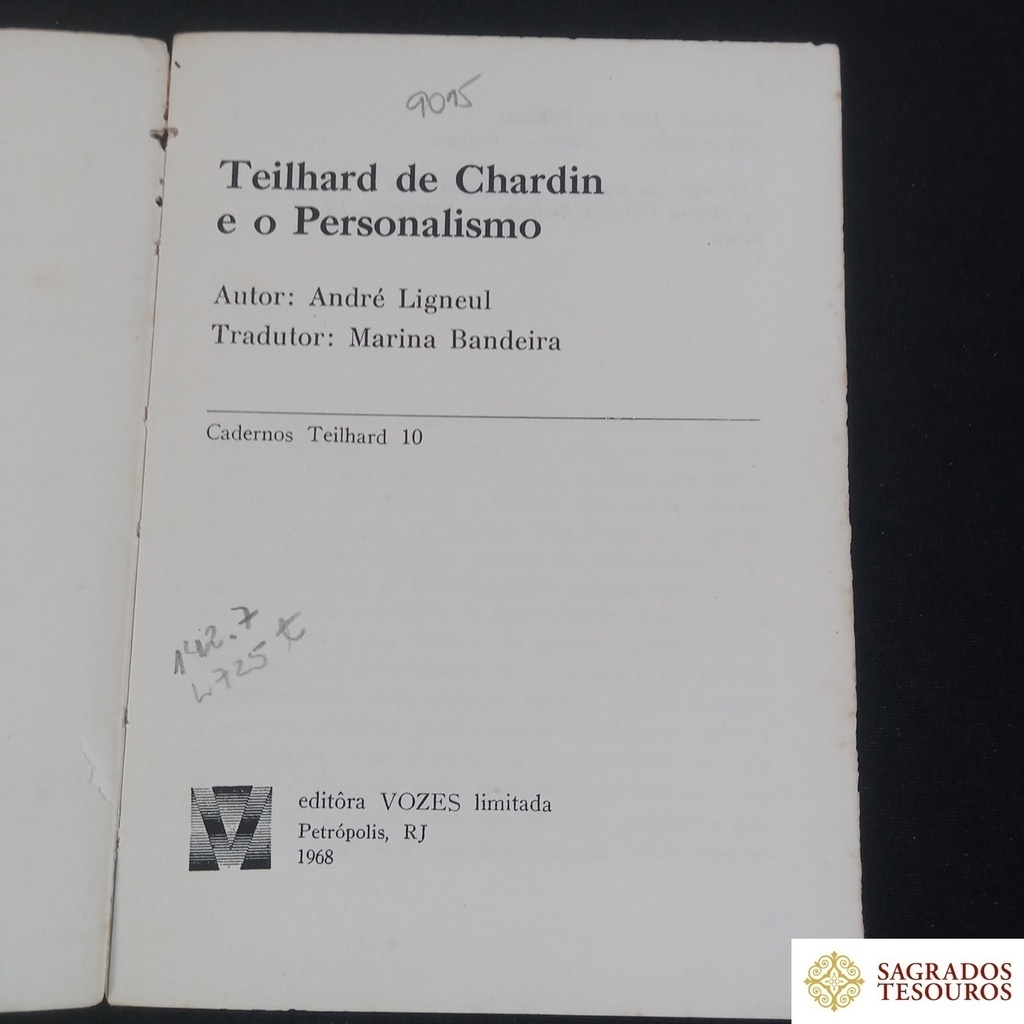 9015
Teilhard de Chardin
e o Personalismo
Autor: André Ligneul
Tradutor: Marina Bandeira
Cadernos Teilhard 10
142.7
L725 t
editôra VOZES limitada
Petrópolis, RJ
1968
SAGRADOS
TESOUROS